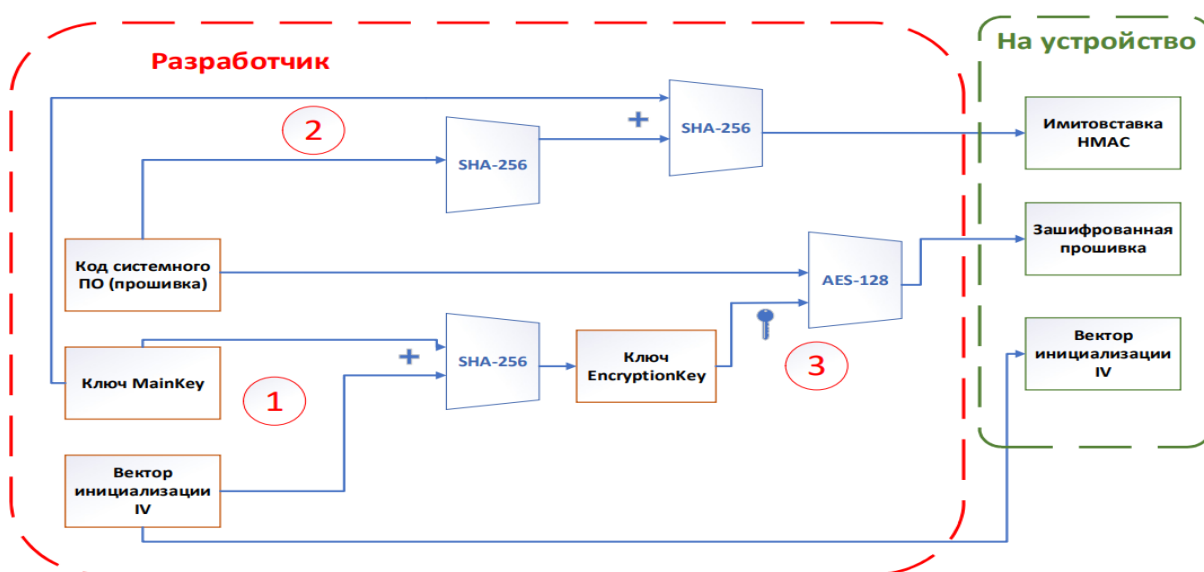 Разработчик
На устройство
2
+
SHA-256
SHA-256
Имитовставка
HMAC
Код системного
ПО (прошивка)
AES-128
Зашифрованная
прошивка
Ключ MainKey
1
+
SHA-256
Ключ
EncryptionKey
3
Вектор
инициализации
IV
Вектор
инициализации
IV